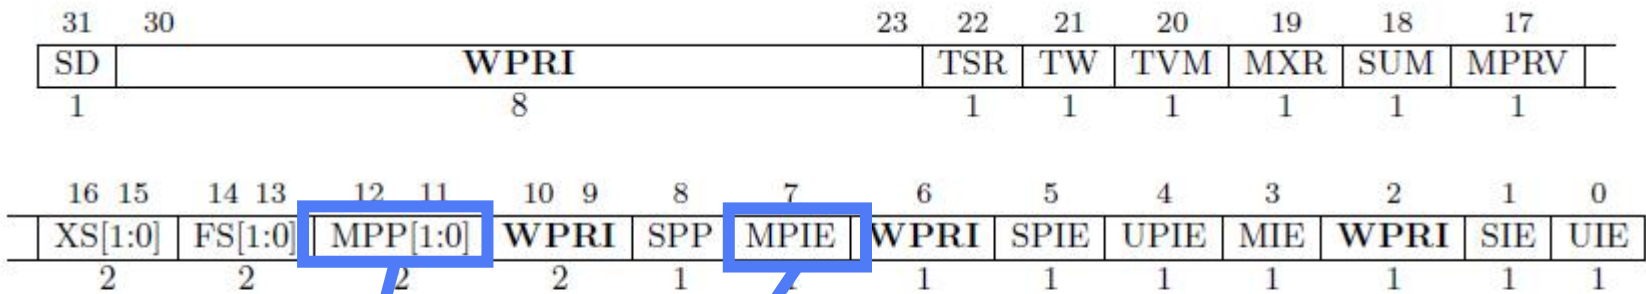 31 30 23 22 21 20 19 18 17
SD WPRI TSR TW TVM MXR SUM MPRV
1 8 1 1 1 1 1 1
16 15 14 13 12 11 10 9 8 7 6 5 4 3 2 1 0
XS[1:0] FS[1:0] MPP[1:0] WPRI SPP MPIE WPRI SPIE UPIE MIE WPRI SIE UIE
2 2 2 2 1 1 1 1 1 1 1 1